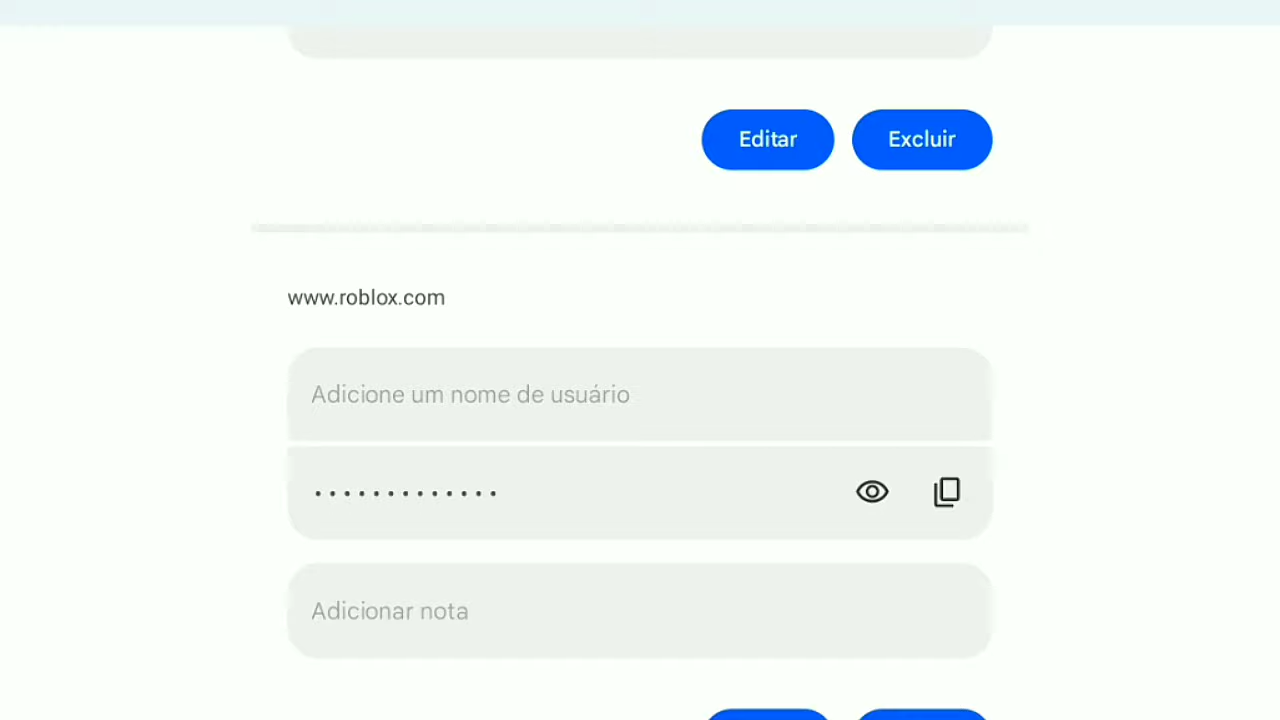 Editar Excluir
www.roblox.com
Adicione um nome de usuário
•••••••••••••
Adicionar nota